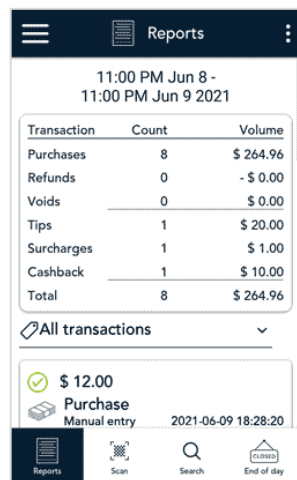 Reports
11:00 PM Jun 8 -
11:00 PM Jun 9 2021
Transaction Count Volume
Purchases 8 $ 264.96
Refunds 0 - $ 0.00
Voids 0 $ 0.00
Tips 1 $ 20.00
Surcharges 1 $ 1.00
Cashback 1 $ 10.00
Total 8 $ 264.96
All transactions
$ 12.00
Purchase
Manual entry 2021-06-09 18:28:20
CLOSED
Reports Scan Search End of day